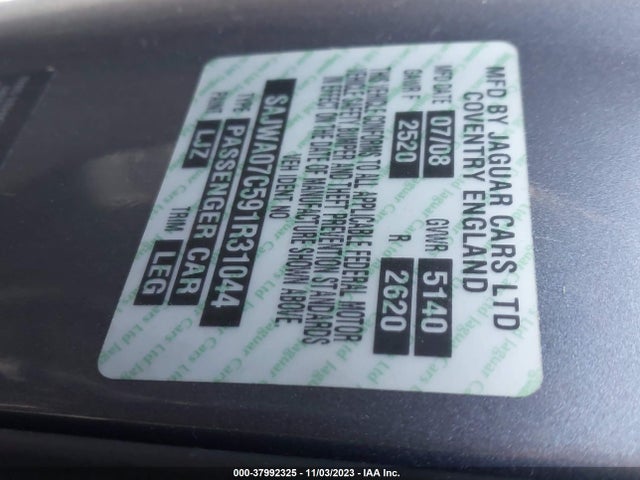 MFD BY JAGUAR CARS LTD
COVENTRY ENGLAND
MFD DATE 07/08 GVWR 5140
GAWR F 2520 R 2620
THIS VEHICLE CONFORMS TO ALL APPLICABLE FEDERAL MOTOR
VEHICLE SAFETY BUMPER AND THEFT PREVENTION STANDARDS
IN EFFECT ON THE DATE OF MANUFACTURE SHOWN ABOVE
VEH IDENT NO
SAJWA07C591R31044
TYPE PASSENGER CAR
PAINT LJZ TRIM LEG
000-37992325 - 11/03/2023 - IAA Inc.